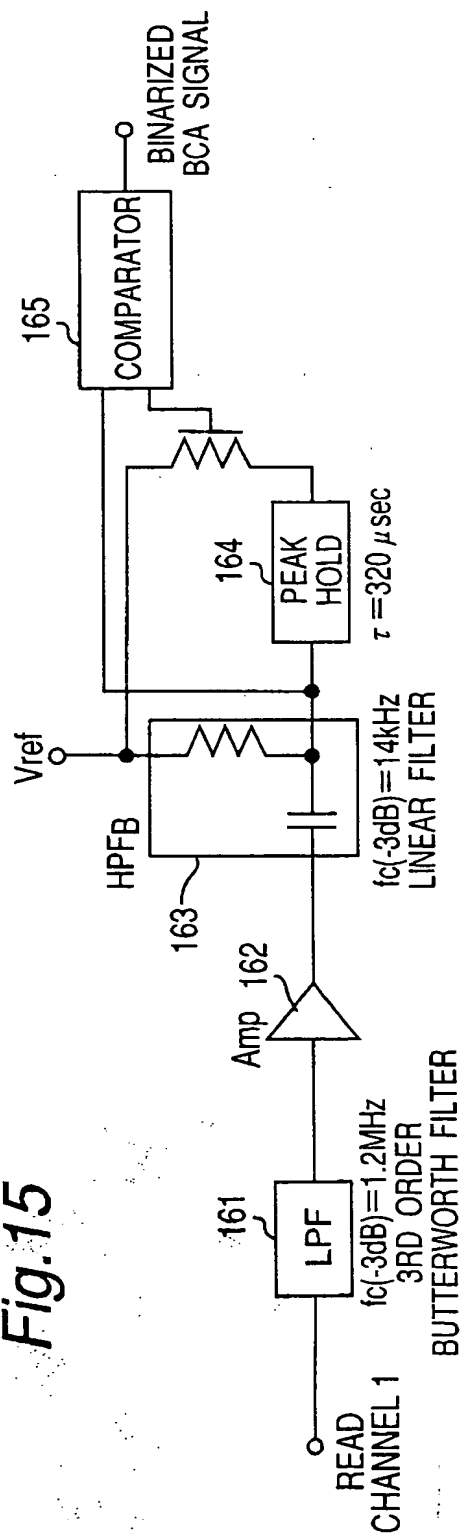 Fig.15
READ
CHANNEL 1
161
LPF
fc(-3dB)=1.2MHz
3RD ORDER
BUTTERWORTH FILTER
Amp
162
163
HPFB
Vref
fc(-3dB)=14kHz
LINEAR FILTER
164
PEAK
HOLD
τ=320 μsec
165
COMPARATOR
BINARIZED
BCA SIGNAL